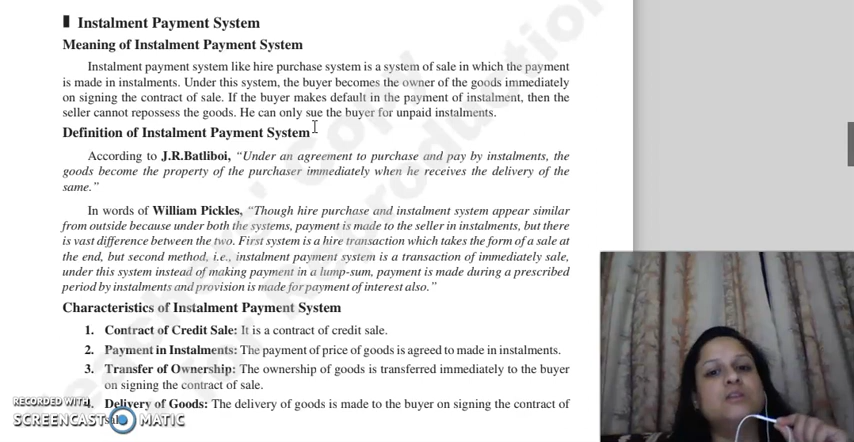 Instalment Payment System
Meaning of Instalment Payment System
Instalment payment system like hire purchase system is a system of sale in which the payment
is made in instalments. Under this system, the buyer becomes the owner of the goods immediately
on signing the contract of sale. If the buyer makes default in the payment of instalment, then the
seller cannot repossess the goods. He can only sue the buyer for unpaid instalments.
Definition of Instalment Payment System
According to J.R.Batliboi, “Under an agreement to purchase and pay by instalments, the
goods become the property of the purchaser immediately when he receives the delivery of the
same.”
In words of William Pickles, “Though hire purchase and instalment system appear similar
from outside because under both the systems, payment is made to the seller in instalments, but there
is vast difference between the two. First system is a hire transaction which takes the form of a sale at
the end, but second method, i.e., instalment payment system is a transaction of immediately sale,
under this system instead of making payment in a lump-sum, payment is made during a prescribed
period by instalments and provision is made for payment of interest also.”
Characteristics of Instalment Payment System
1. Contract of Credit Sale: It is a contract of credit sale.
2. Payment in Instalments: The payment of price of goods is agreed to made in instalments.
3. Transfer of Ownership: The ownership of goods is transferred immediately to the buyer
on signing the contract of sale.
4. Delivery of Goods: The delivery of goods is made to the buyer on signing the contract of
RECORDED WITH
SCREENCAST MATIC